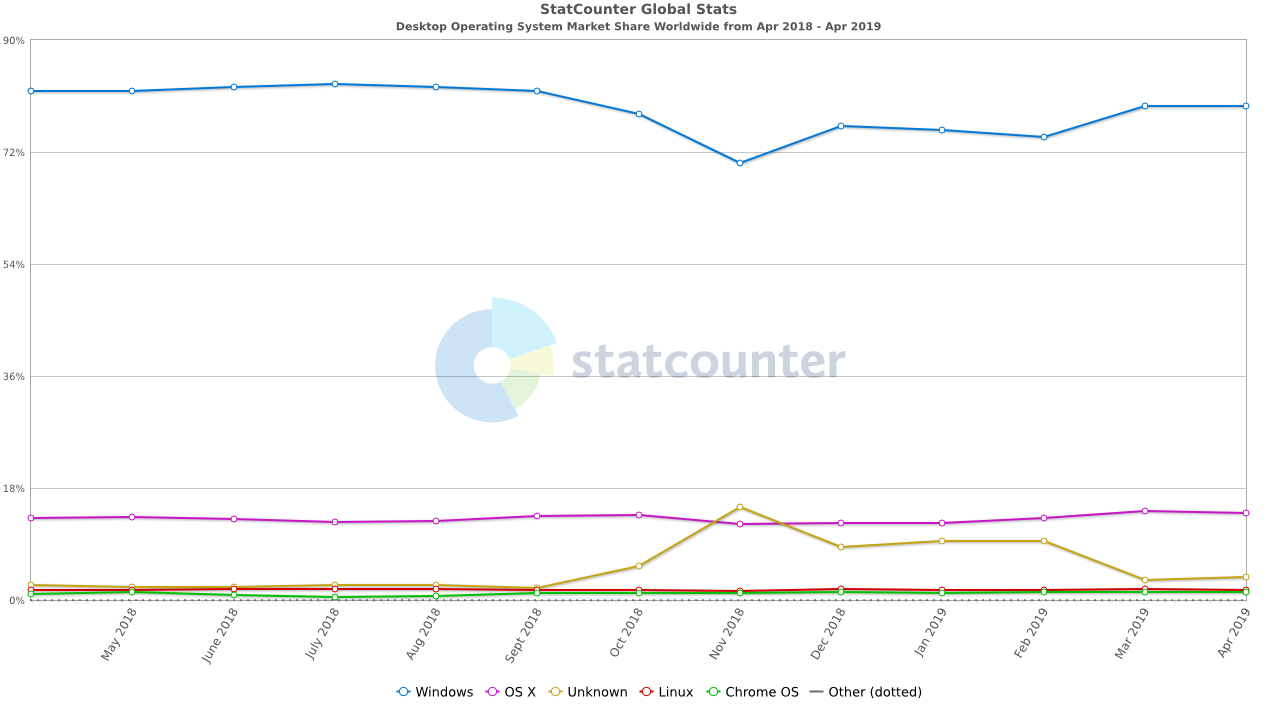 StatCounter Global Stats
Desktop Operating System Market Share Worldwide from Apr 2018 - Apr 2019
90%
72%
54%
36%
18%
0%
statcounter
May 2018
June 2018
July 2018
Aug 2018
Sept 2018
Oct 2018
Nov 2018
Dec 2018
Jan 2019
Feb 2019
Mar 2019
Apr 2019
Windows OS X Unknown Linux Chrome OS Other (dotted)